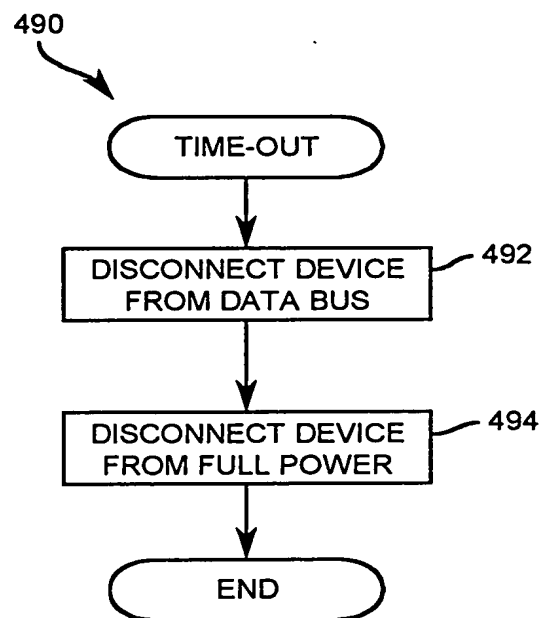 490
TIME-OUT
DISCONNECT DEVICE
FROM DATA BUS
492
DISCONNECT DEVICE
FROM FULL POWER
494
END